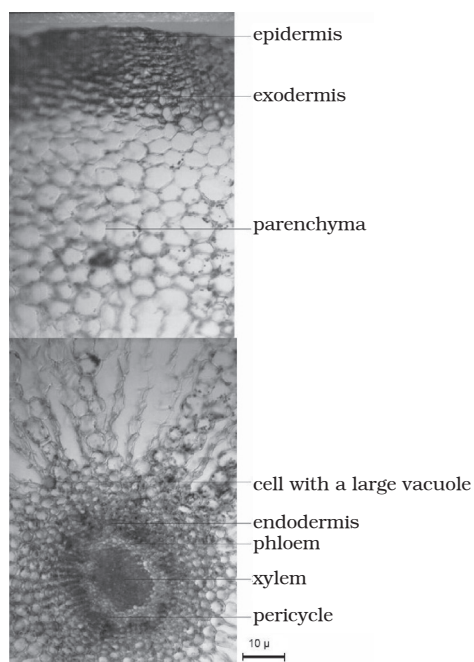 epidermis
exodermis
parenchyma
cell with a large vacuole
endodermis
phloem
xylem
pericycle
10 μ